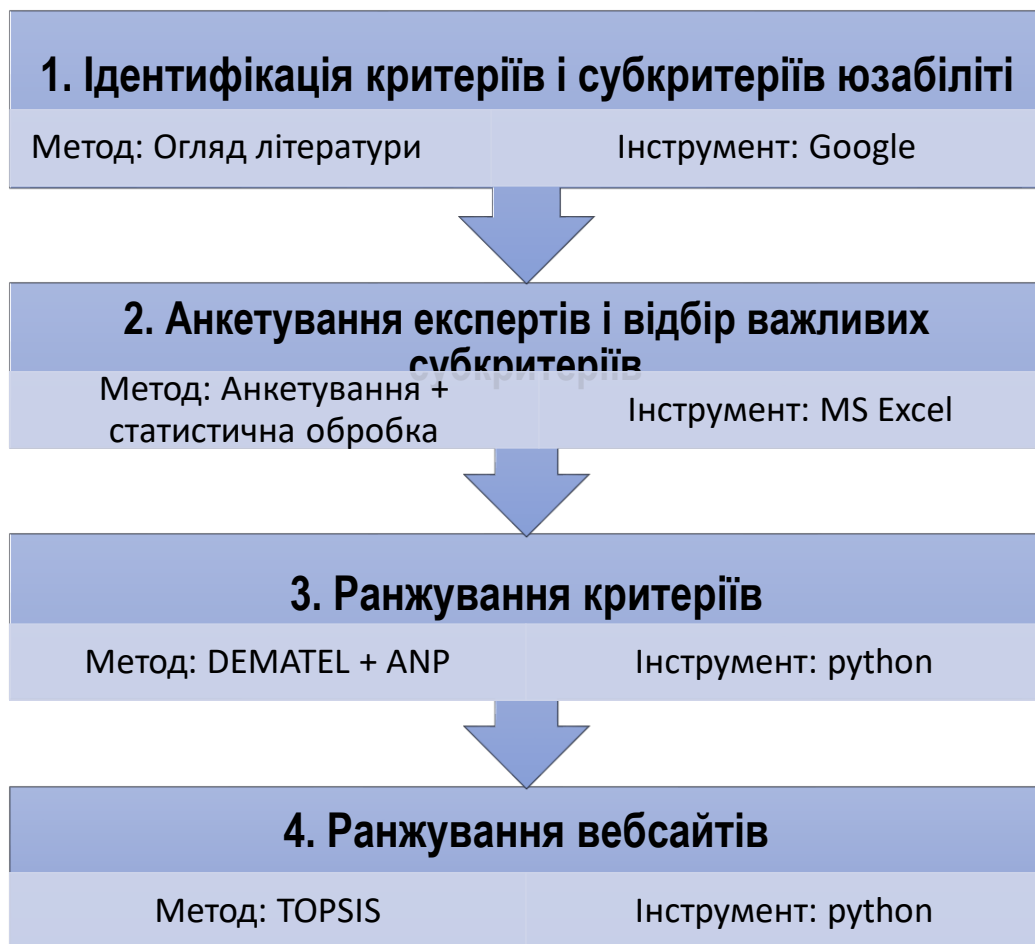 1. Ідентифікація критеріїв і субкритеріїв юзабіліті
Метод: Огляд літератури
Інструмент: Google
2. Анкетування експертів і відбір важливих
субкритеріїв
Метод: Анкетування +
статистична обробка
Інструмент: MS Excel
3. Ранжування критеріїв
Метод: DEMATEL + ANP
Інструмент: python
4. Ранжування вебсайтів
Метод: TOPSIS
Інструмент: python